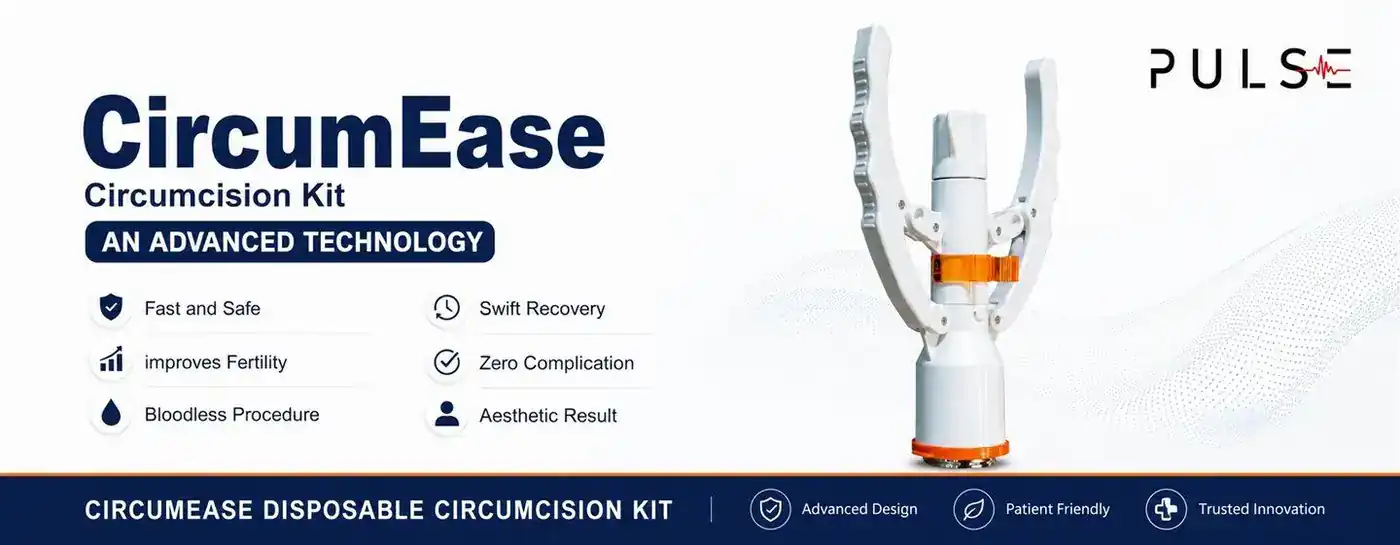 PULSE
CircumEase
Circumcision Kit
AN ADVANCED TECHNOLOGY
Fast and Safe
Swift Recovery
improves Fertility
Zero Complication
Bloodless Procedure
Aesthetic Result
CIRCUMEASE DISPOSABLE CIRCUMCISION KIT
Advanced Design
Patient Friendly
Trusted Innovation